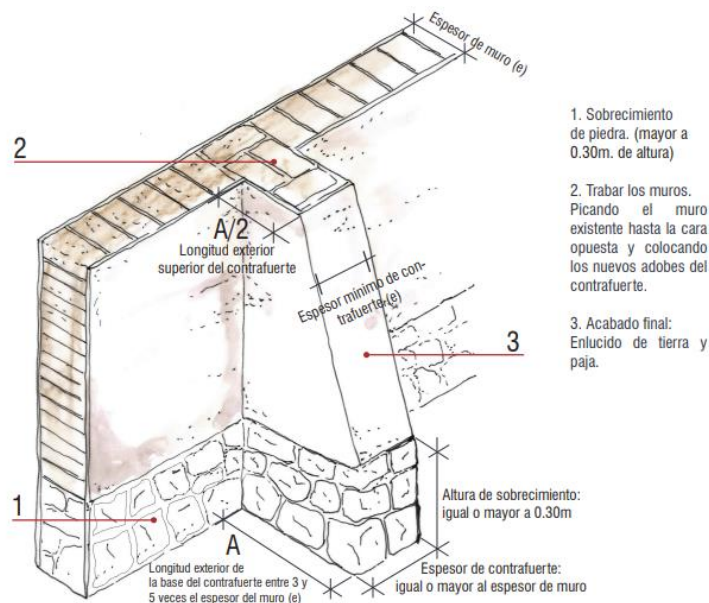 Espesor de muro (e)
1. Sobrecimiento
de piedra. (mayor a
0.30m. de altura)
2. Trabar los muros.
Picando el muro
existente hasta la cara
opuesta y colocando
los nuevos adobes del
contrafuerte.
3. Acabado final:
Enlucido de tierra y
paja.
2
A/2
Longitud exterior
superior del contrafuerte
Espesor mínimo de con-
trafuerte(e)
3
1
A
Longitud exterior de
la base del contrafuerte entre 3 y
5 veces el espesor del muro (e)
Altura de sobrecimiento:
igual o mayor a 0.30m
Espesor de contrafuerte:
igual o mayor al espesor de muro